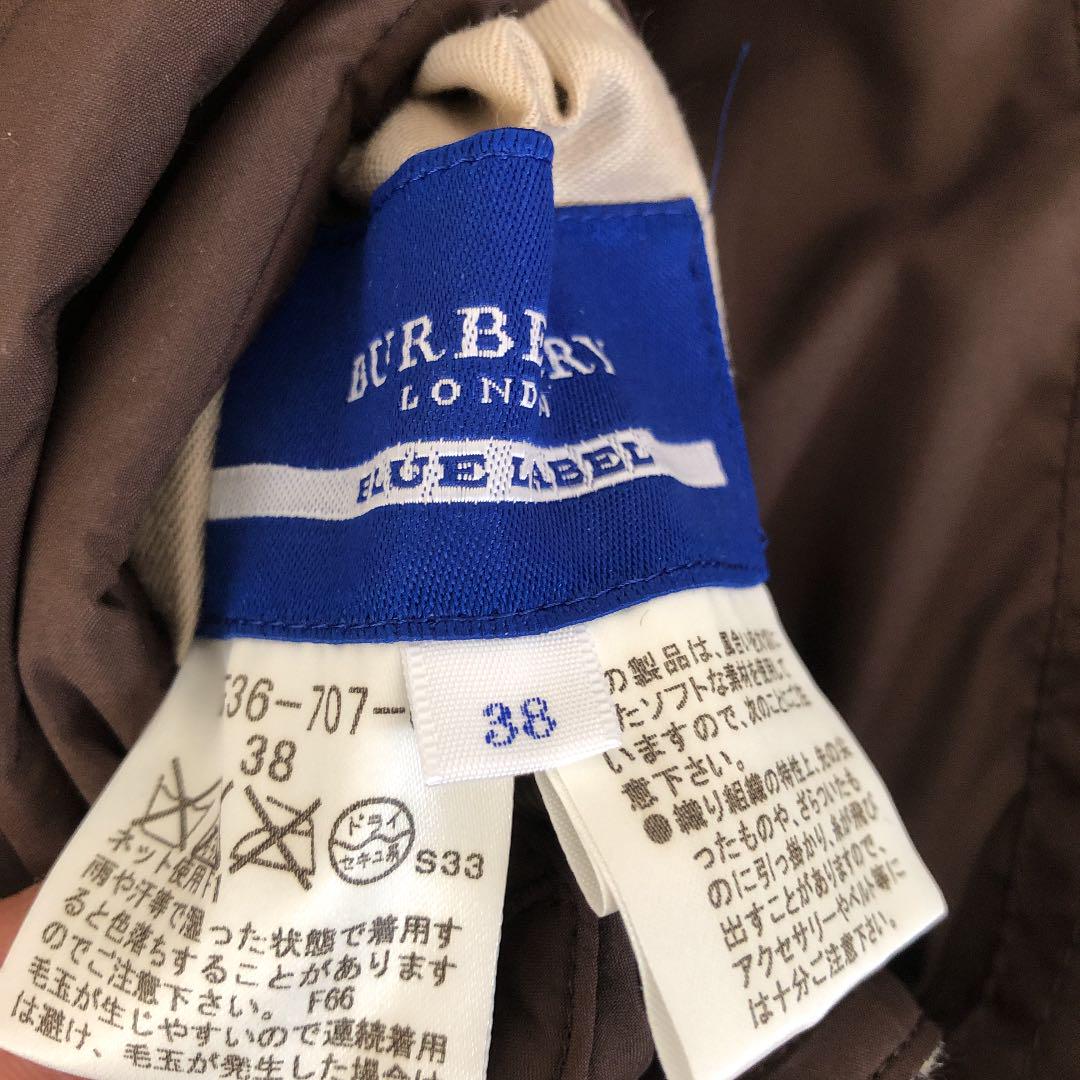 BURBERRY
LONDON
BLUE LABEL
38
536-707-
38
ドライ
セキユ系
S33
ネット使用
雨や汗等で湿った状態で着用す
ると色落ちすることがあります
のでご注意下さい。 F66
毛玉が生じやすいので連続着用
は避け、毛玉が発生した場合は
の製品は、風合いを大切に
たソフトな素材を使用して
いますので、次のことにご注
意下さい。
●織り組織の特性上、先の尖
ったものや、ざらついたも
のに引っ掛かり、糸が飛び
出すことがありますので、
アクセサリーやベルト等に
は十分ご注意下さい。